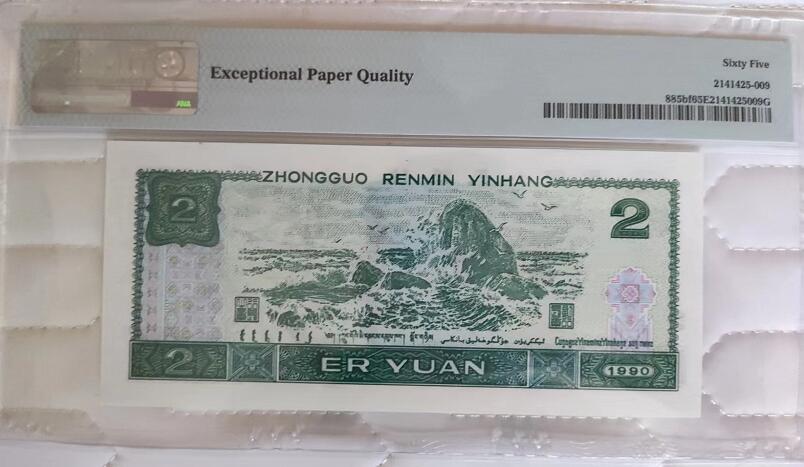 Exceptional Paper Quality
Sixty Five
2141425-009
885bf65E2141425009G
ZHONGGUO RENMIN YINHANG
2
2
2
ER YUAN
1990